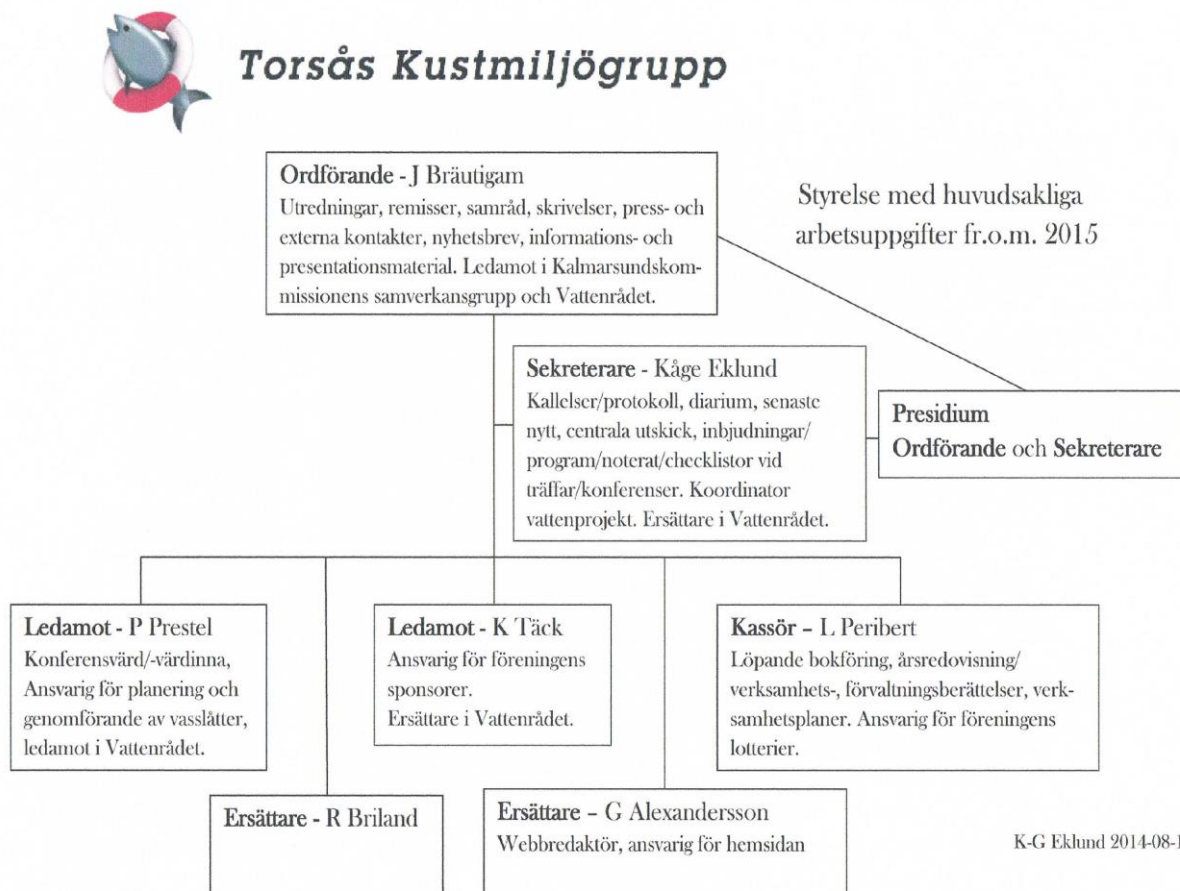 Torsås Kustmiljögrupp
Ordförande - J Bräutigam
Utredningar, remisser, samråd, skrivelser, press- och
externa kontakter, nyhetsbrev, informations- och
presentationsmaterial. Ledamot i Kalmarsundskom-
missionens samverkansgrupp och Vattenrådet.
Styrelse med huvudsakliga
arbetsuppgifter fr.o.m. 2015
Sekreterare - Kåge Eklund
Kallelser/protokoll, diarium, senaste
nytt, centrala utskick, inbjudningar/
program/noterat/checklistor vid
träffar/konferenser. Koordinator
vattenprojekt. Ersättare i Vattenrådet.
Presidium
Ordförande och Sekreterare
Ledamot - P Prestel
Konferensvärd/-värdinna,
Ansvarig för planering och
genomförande av vasslåtter,
ledamot i Vattenrådet.
Ledamot - K Täck
Ansvarig för föreningens
sponsorer.
Ersättare i Vattenrådet.
Kassör – L Peribert
Löpande bokföring, årsredovisning/
verksamhets-, förvaltningsberättelser, verk-
samhetsplaner. Ansvarig för föreningens
lotterier.
Ersättare - R Briland
Ersättare – G Alexandersson
Webbredaktör, ansvarig för hemsidan
K-G Eklund 2014-08-1